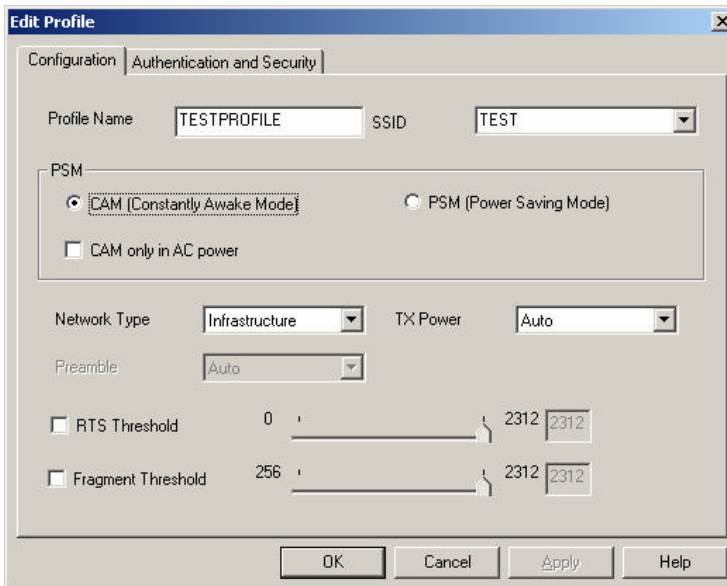 Edit Profile
Configuration Authentication and Security
Profile Name TESTPROFILE SSID TEST
PSM
CAM (Constantly Awake Mode) PSM (Power Saving Mode)
CAM only in AC power
Network Type Infrastructure TX Power Auto
Preamble Auto
RTS Threshold 0 2312 2312
Fragment Threshold 256 2312 2312
OK Cancel Apply Help